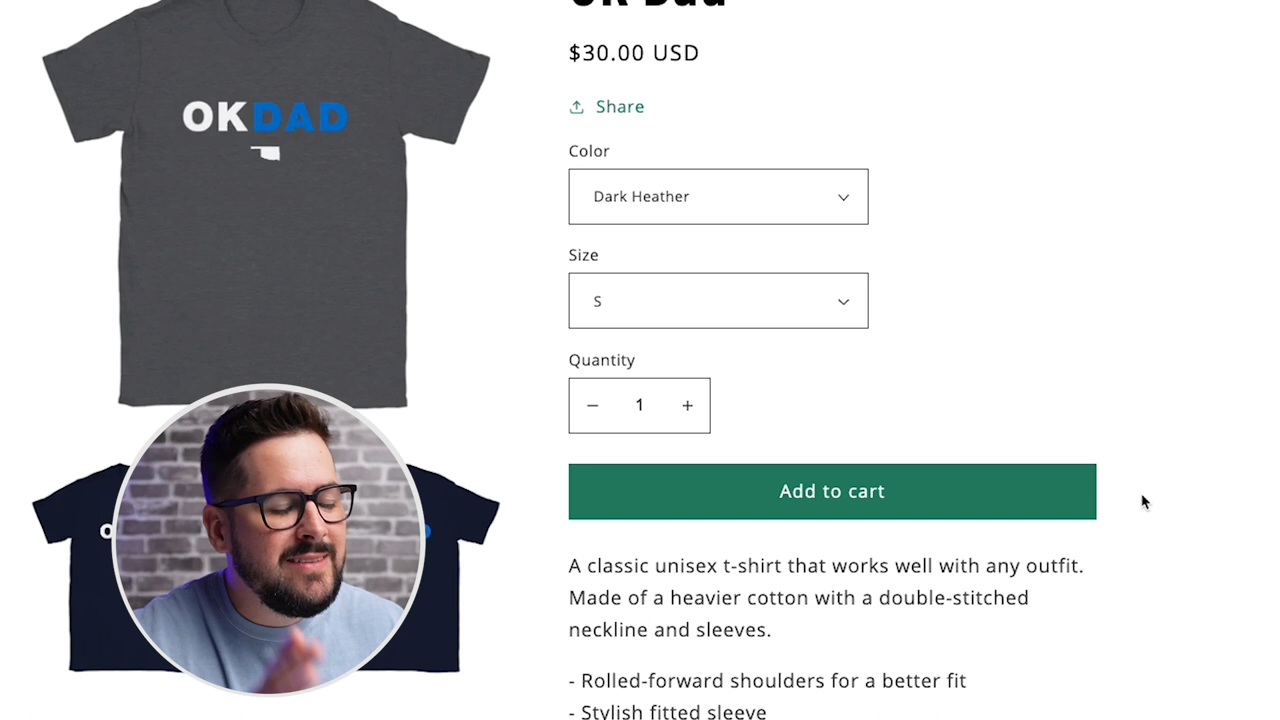 OK Dad
$30.00 USD
OKDAD
Share
Color
Dark Heather
Size
S
Quantity
− 1 +
Add to cart
A classic unisex t-shirt that works well with any outfit.
Made of a heavier cotton with a double-stitched
neckline and sleeves.
- Rolled-forward shoulders for a better fit
- Stylish fitted sleeve